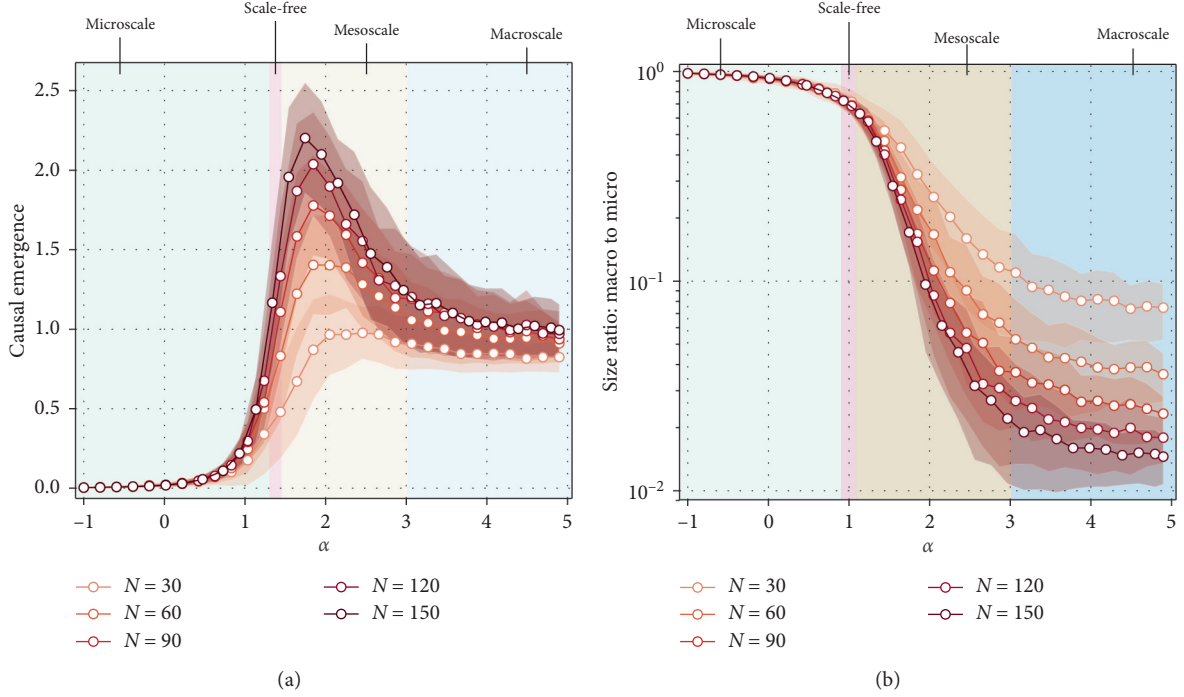 Microscale
Scale-free
Mesoscale
Macroscale
Causal emergence
2.5
2.0
1.5
1.0
0.5
0.0
–1
0
1
2
3
4
5
α
N = 30
N = 60
N = 90
N = 120
N = 150
(a)
Microscale
Scale-free
Mesoscale
Macroscale
Size ratio: macro to micro
10⁰
10⁻¹
10⁻²
–1
0
1
2
3
4
5
α
N = 30
N = 60
N = 90
N = 120
N = 150
(b)